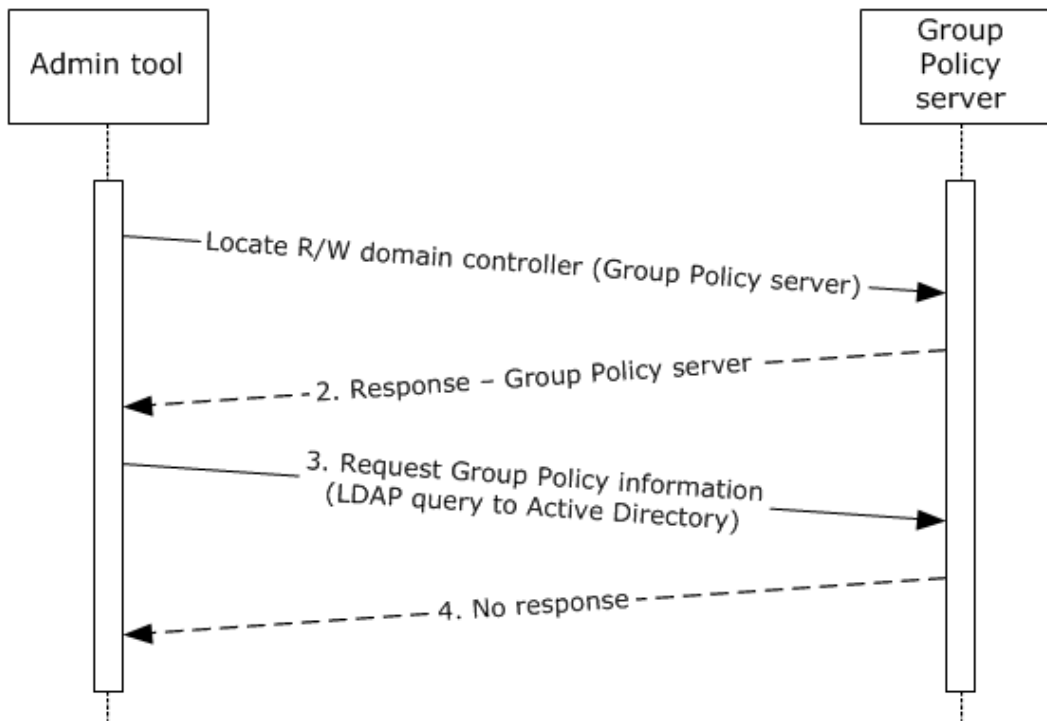 Admin tool
Group
Policy
server
Locate R/W domain controller (Group Policy server)
2. Response – Group Policy server
3. Request Group Policy information
(LDAP query to Active Directory)
4. No response